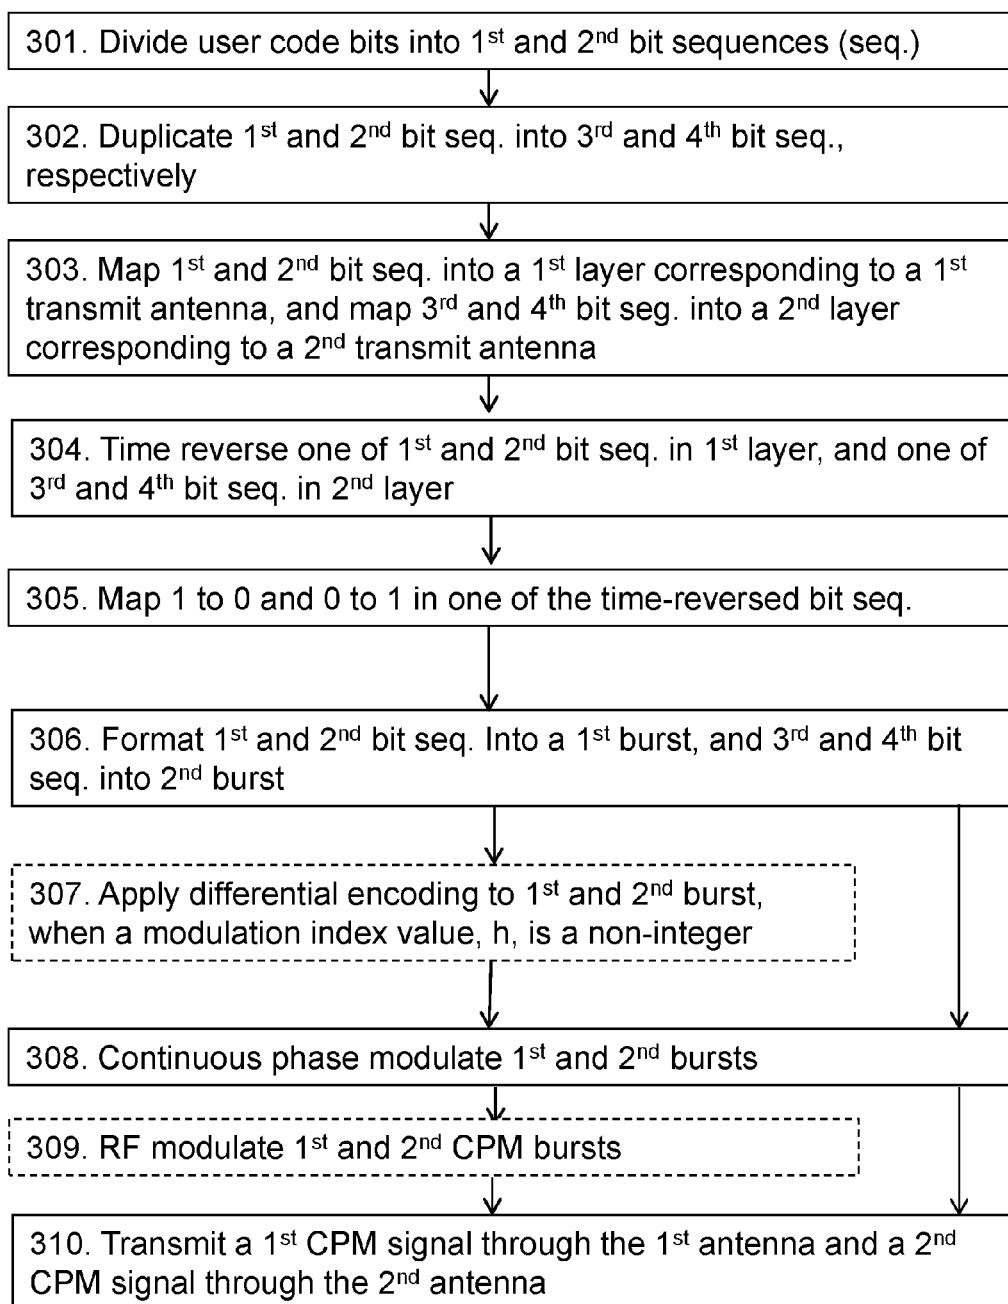 301. Divide user code bits into 1st and 2nd bit sequences (seq.)
302. Duplicate 1st and 2nd bit seq. into 3rd and 4th bit seq.,
respectively
303. Map 1st and 2nd bit seq. into a 1st layer corresponding to a 1st
transmit antenna, and map 3rd and 4th bit seg. into a 2nd layer
corresponding to a 2nd transmit antenna
304. Time reverse one of 1st and 2nd bit seq. in 1st layer, and one of
3rd and 4th bit seq. in 2nd layer
305. Map 1 to 0 and 0 to 1 in one of the time-reversed bit seq.
306. Format 1st and 2nd bit seq. Into a 1st burst, and 3rd and 4th bit
seq. into 2nd burst
307. Apply differential encoding to 1st and 2nd burst,
when a modulation index value, h, is a non-integer
308. Continuous phase modulate 1st and 2nd bursts
309. RF modulate 1st and 2nd CPM bursts
310. Transmit a 1st CPM signal through the 1st antenna and a 2nd
CPM signal through the 2nd antenna